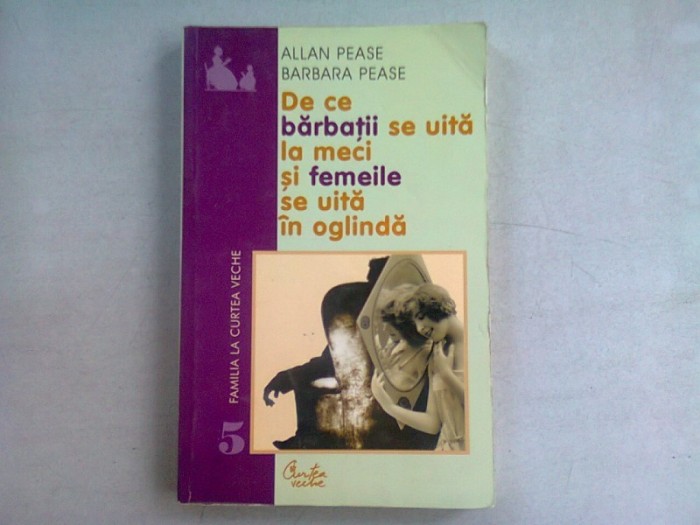 ALLAN PEASE
BARBARA PEASE
De ce
bărbații se uită
la meci
și femeile
se uită
în oglindă
FAMILIA LA CURTEA VECHE
5
Curtea
veche